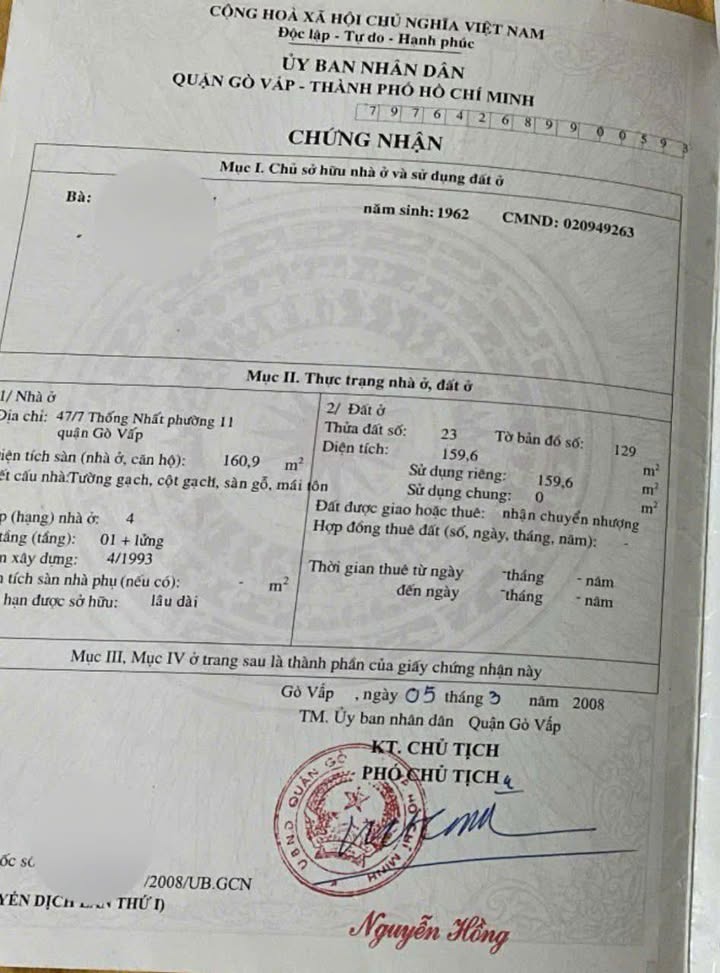 CỘNG HOÀ XÃ HỘI CHỦ NGHĨA VIỆT NAM
Độc lập - Tự do - Hạnh phúc
ỦY BAN NHÂN DÂN
QUẬN GÒ VẤP - THÀNH PHỐ HỒ CHÍ MINH
7 9 7 6 4 2 6 8 9 9 0 0 5 9 3
CHỨNG NHẬN
Mục I. Chủ sở hữu nhà ở và sử dụng đất ở
Bà: năm sinh: 1962 CMND: 020949263
Mục II. Thực trạng nhà ở, đất ở
1/ Nhà ở
Địa chỉ: 47/7 Thống Nhất phường 11
quận Gò Vấp
iện tích sàn (nhà ở, căn hộ): 160,9 m²
ết cấu nhà:Tường gạch, cột gạch, sàn gỗ, mái tôn
p (hạng) nhà ở: 4
tầng (tầng): 01 + lửng
n xây dựng: 4/1993
n tích sàn nhà phụ (nếu có): - m²
hạn được sở hữu: lâu dài
2/ Đất ở
Thửa đất số: 23 Tờ bản đồ số: 129
Diện tích: 159,6 m²
Sử dụng riêng: 159,6 m²
Sử dụng chung: 0 m²
Đất được giao hoặc thuê: nhận chuyển nhượng
Hợp đồng thuê đất (số, ngày, tháng, năm): -
Thời gian thuê từ ngày -tháng - năm
đến ngày -tháng - năm
Mục III, Mục IV ở trang sau là thành phần của giấy chứng nhận này
Gò Vấp , ngày 05 tháng 3 năm 2008
TM. Ủy ban nhân dân Quận Gò Vấp
KT. CHỦ TỊCH
PHÓ CHỦ TỊCH
UBND QUẬN GÒ P HỒ CHÍ MINH
ốc số
/2008/UB.GCN
YỂN DỊCH THỨ I)
Nguyễn Hồng